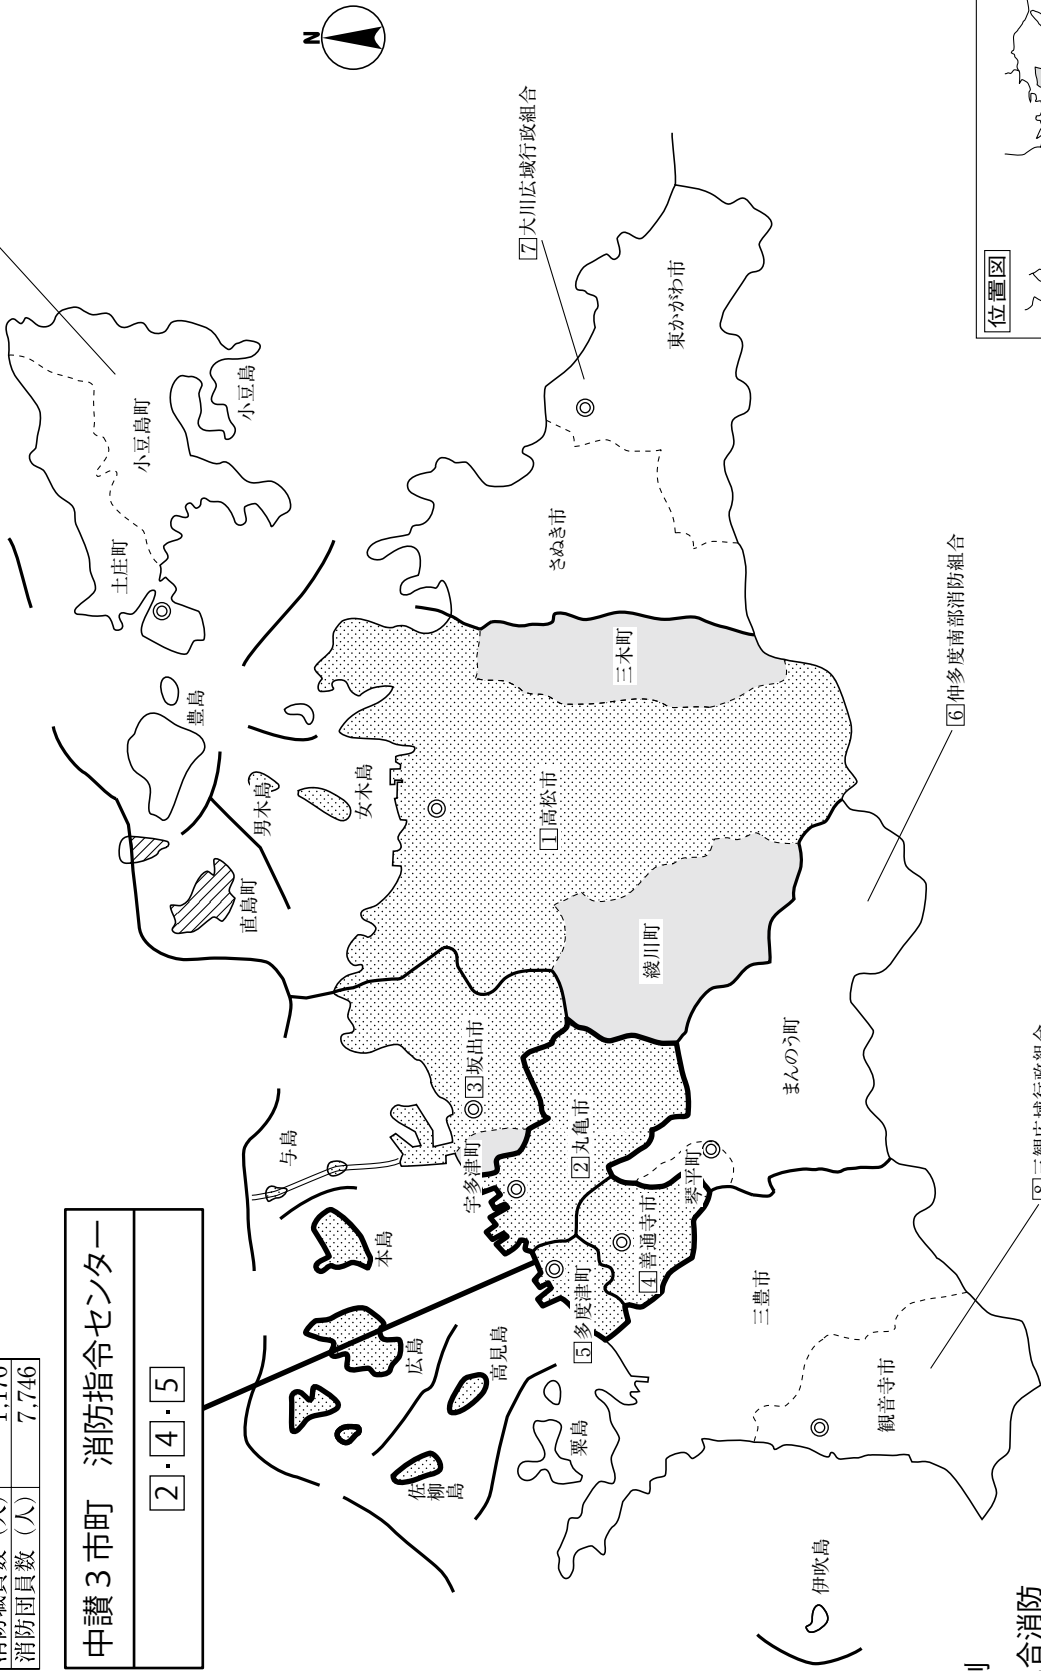 消防団員数（人） 7,746
中讃３市町　消防指令センター
2・4・5
N
位置図
小豆島町
小豆島
土庄町
豊島
男木島
女木島
直島町
与島
本島
広島
高見島
佐柳島
粟島
伊吹島
7大川広域行政組合
東かがわ市
さぬき市
三木町
1高松市
綾川町
3坂出市
宇多津町
2丸亀市
4善通寺市
5多度津町
琴平町
まんのう町
6仲多度南部消防組合
三豊市
観音寺市
合消防